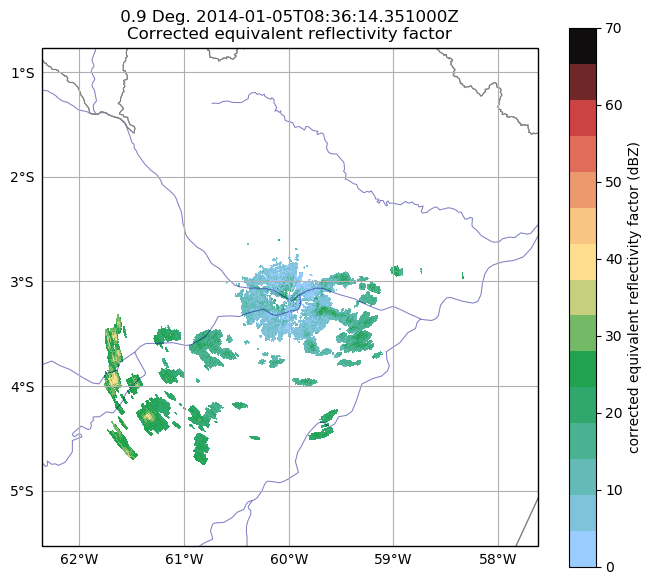 0.9 Deg. 2014-01-05T08:36:14.351000Z
Corrected equivalent reflectivity factor
1°S
2°S
3°S
4°S
5°S
62°W
61°W
60°W
59°W
58°W
70
60
50
40
30
20
10
0
corrected equivalent reflectivity factor (dBZ)